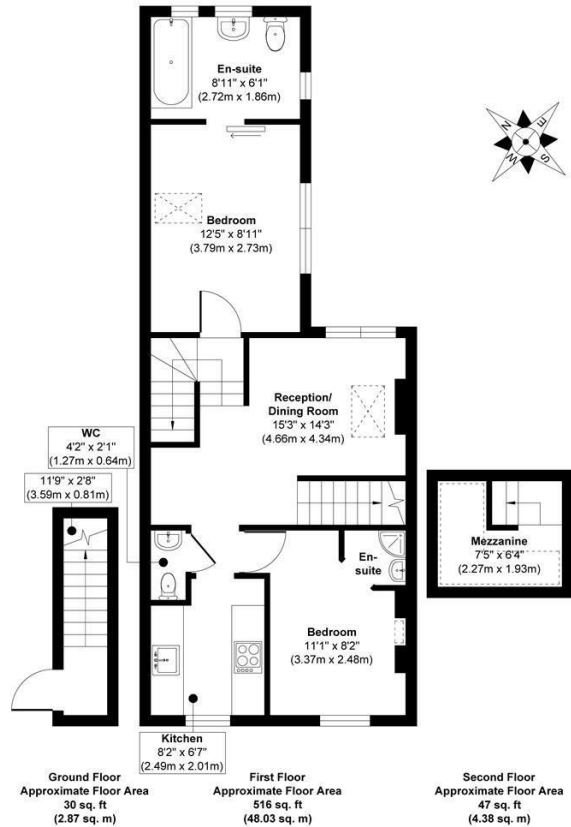 En-suite
8'11" x 6'1"
(2.72m x 1.86m)
N
E
W
S
Bedroom
12'5" x 8'11"
(3.79m x 2.73m)
Reception/
Dining Room
15'3" x 14'3"
(4.66m x 4.34m)
WC
4'2" x 2'1"
(1.27m x 0.64m)
11'9" x 2'8"
(3.59m x 0.81m)
En-
suite
Mezzanine
7'5" x 6'4"
(2.27m x 1.93m)
Bedroom
11'1" x 8'2"
(3.37m x 2.48m)
Kitchen
8'2" x 6'7"
(2.49m x 2.01m)
Ground Floor
Approximate Floor Area
30 sq. ft
(2.87 sq. m)
First Floor
Approximate Floor Area
516 sq. ft
(48.03 sq. m)
Second Floor
Approximate Floor Area
47 sq. ft
(4.38 sq. m)